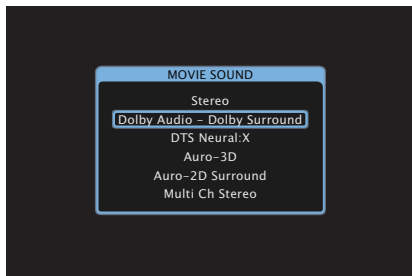 MOVIE SOUND
Stereo
Dolby Audio – Dolby Surround
DTS Neural:X
Auro-3D
Auro-2D Surround
Multi Ch Stereo